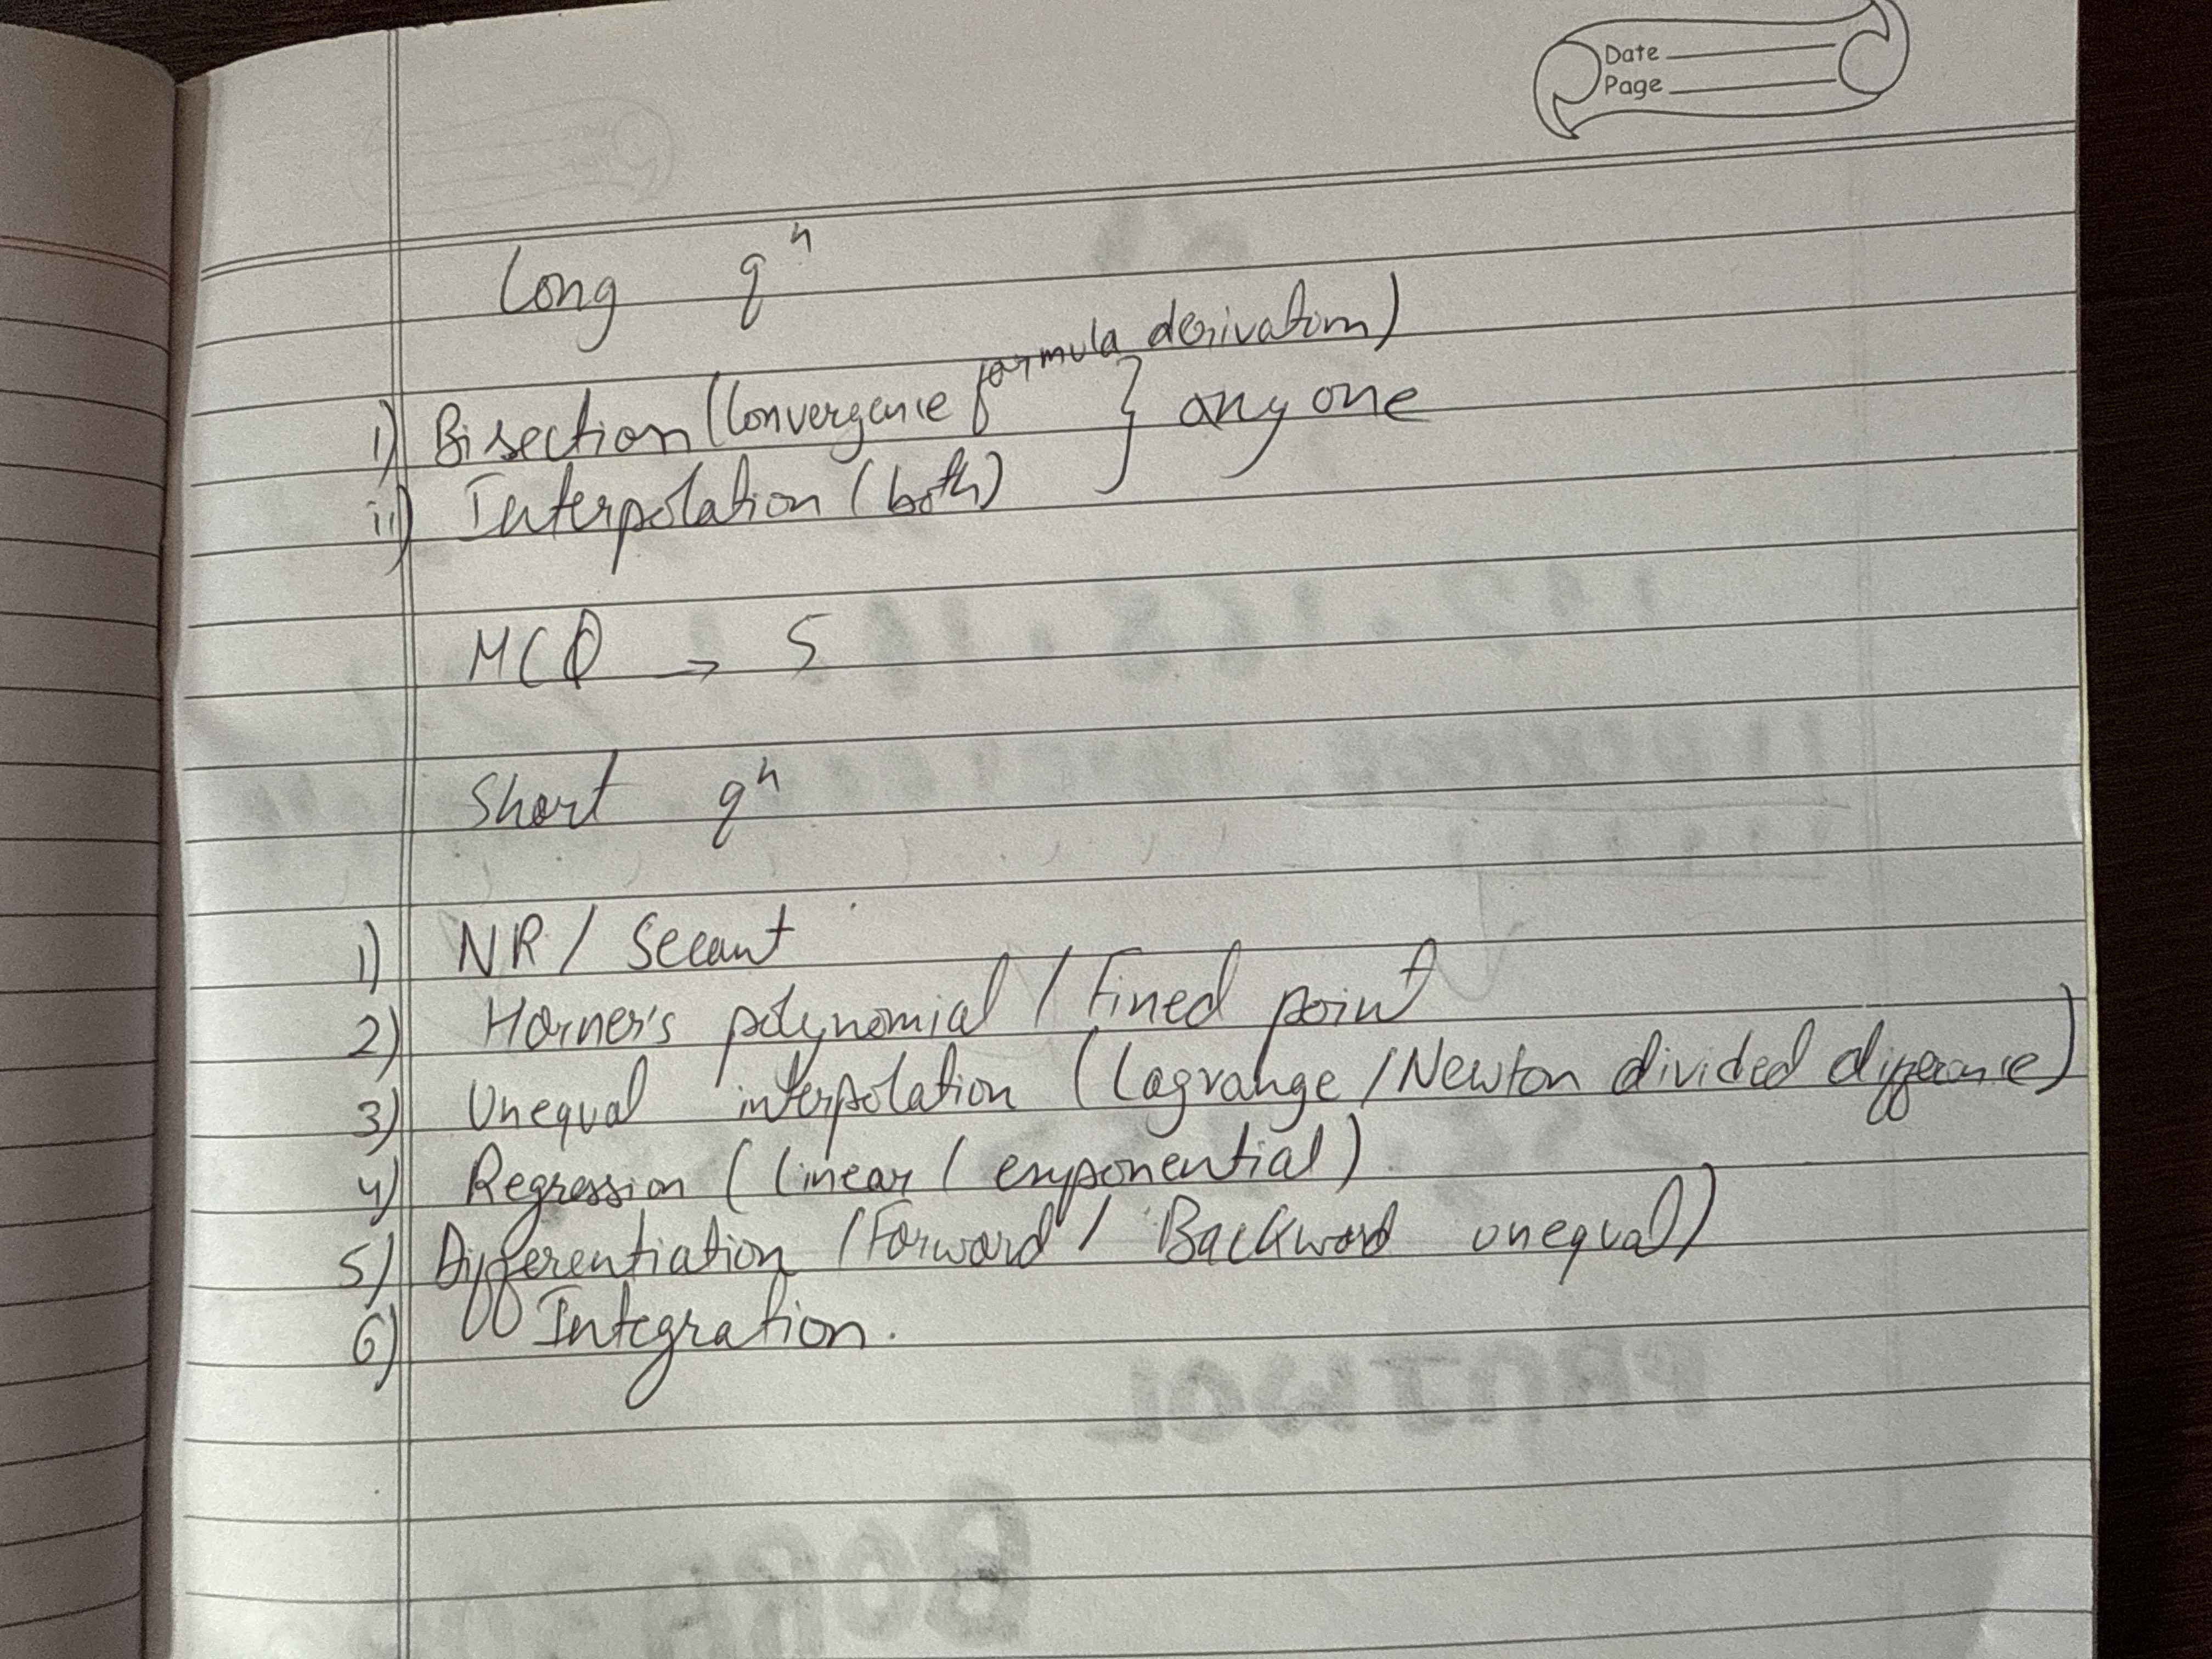 Date
Page
Long qn
i) Bisection (Convergence formula derivation) } any one
ii) Interpolation (both)
MCQ → 5
Short qn
1) NR / Secant
2) Horner's polynomial / Fixed point
3) Unequal interpolation (Lagrange / Newton divided difference)
4) Regression (linear / exponential)
5) Differentiation (Forward / Backward unequal)
6) Integration.